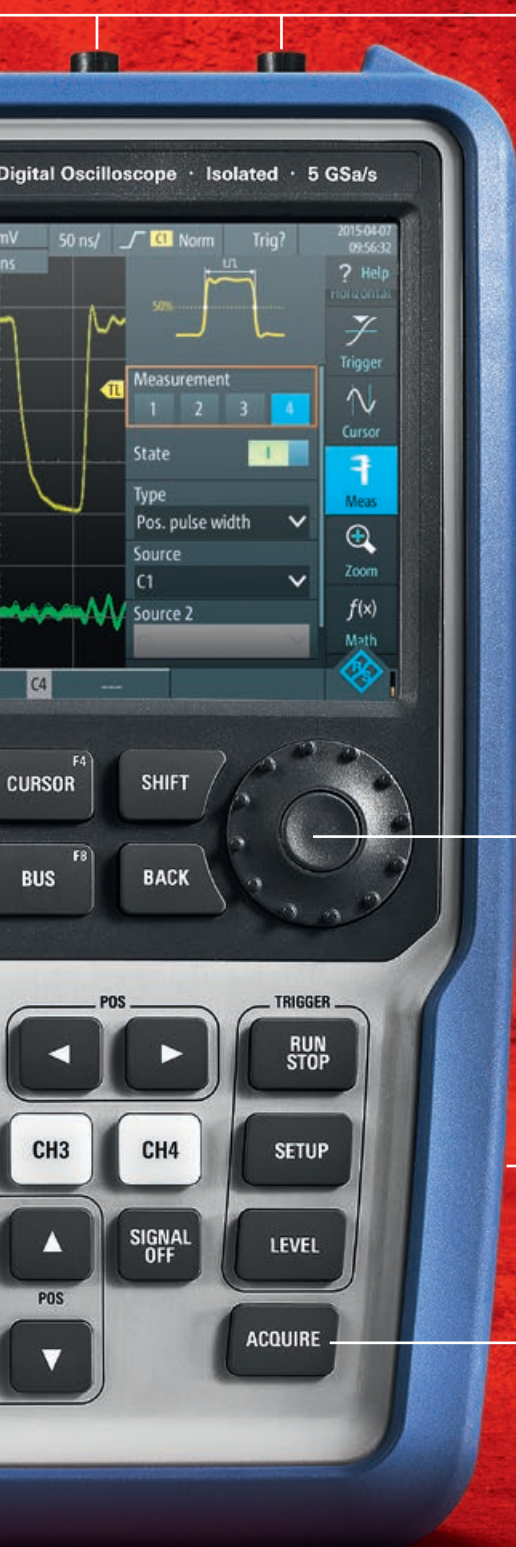 Digital Oscilloscope · Isolated · 5 GSa/s
mV 50 ns/ C1 Norm Trig? 2015-04-07
09:56:32
ns
? Help
Horizontal
50%
Trigger
TL
Measurement
1 2 3 4
Cursor
State
Meas
Type
Pos. pulse width
Source
Zoom
C1
Source 2
f(x)
Math
R S
C4 ---
F4
CURSOR SHIFT
F8
BUS BACK
POS TRIGGER
RUN
STOP
CH3 CH4 SETUP
SIGNAL
OFF
LEVEL
POS
ACQUIRE